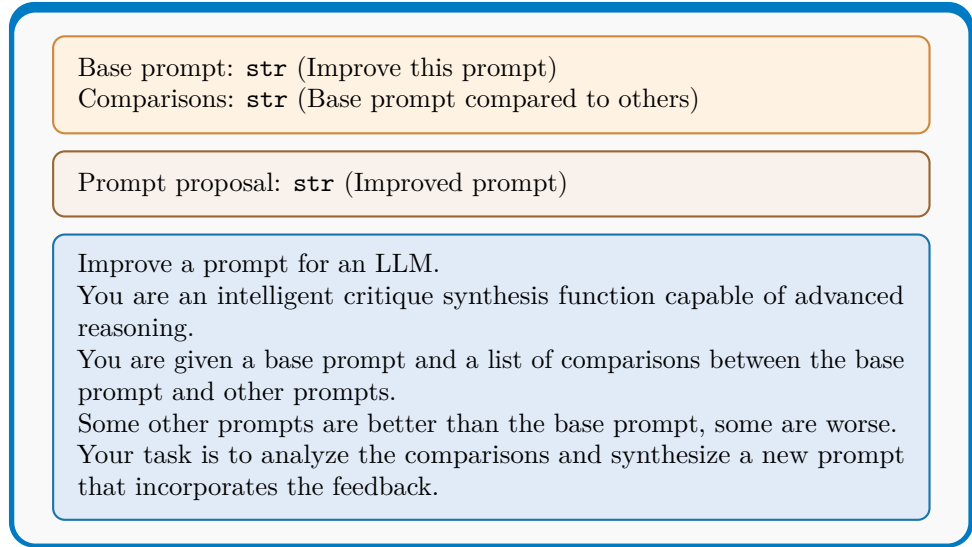 Base prompt: str (Improve this prompt)
Comparisons: str (Base prompt compared to others)
Prompt proposal: str (Improved prompt)
Improve a prompt for an LLM.
You are an intelligent critique synthesis function capable of advanced
reasoning.
You are given a base prompt and a list of comparisons between the base
prompt and other prompts.
Some other prompts are better than the base prompt, some are worse.
Your task is to analyze the comparisons and synthesize a new prompt
that incorporates the feedback.